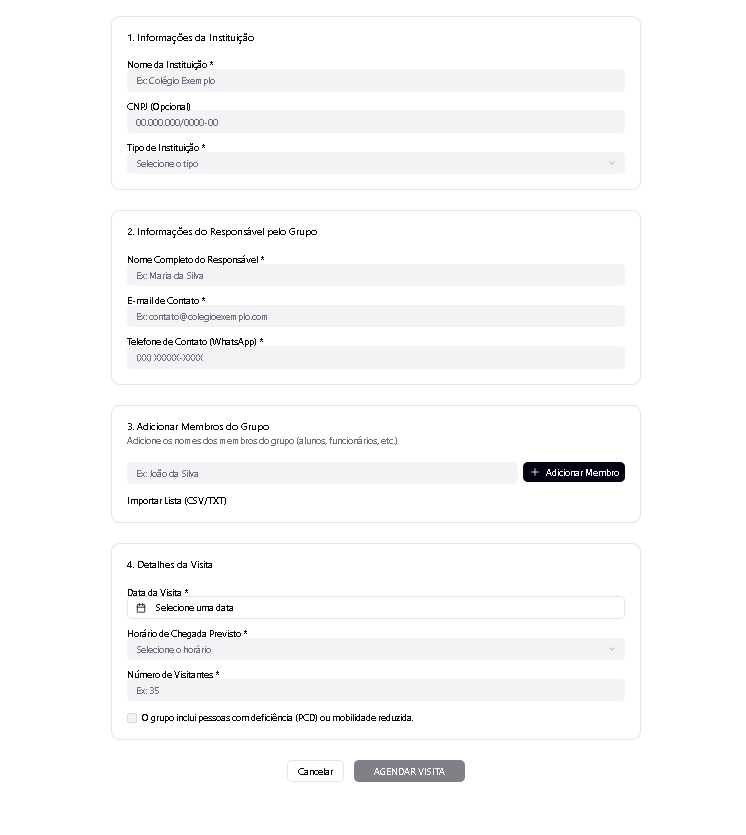 1. Informações da Instituição
Nome da Instituição *
Ex: Colégio Exemplo
CNPJ (Opcional)
00.000.000/0000-00
Tipo de Instituição *
Selecione o tipo
2. Informações do Responsável pelo Grupo
Nome Completo do Responsável *
Ex: Maria da Silva
E-mail de Contato *
Ex: contato@colegioexemplo.com
Telefone de Contato (WhatsApp) *
(XX) XXXXX-XXXX
3. Adicionar Membros do Grupo
Adicione os nomes dos membros do grupo (alunos, funcionários, etc.)
Ex: João da Silva
Adicionar Membro
Importar Lista (CSV/TXT)
4. Detalhes da Visita
Data da Visita *
Selecione uma data
Horário de Chegada Previsto *
Selecione o horário
Número de Visitantes *
Ex: 35
O grupo inclui pessoas com deficiência (PCD) ou mobilidade reduzida.
Cancelar
AGENDAR VISITA